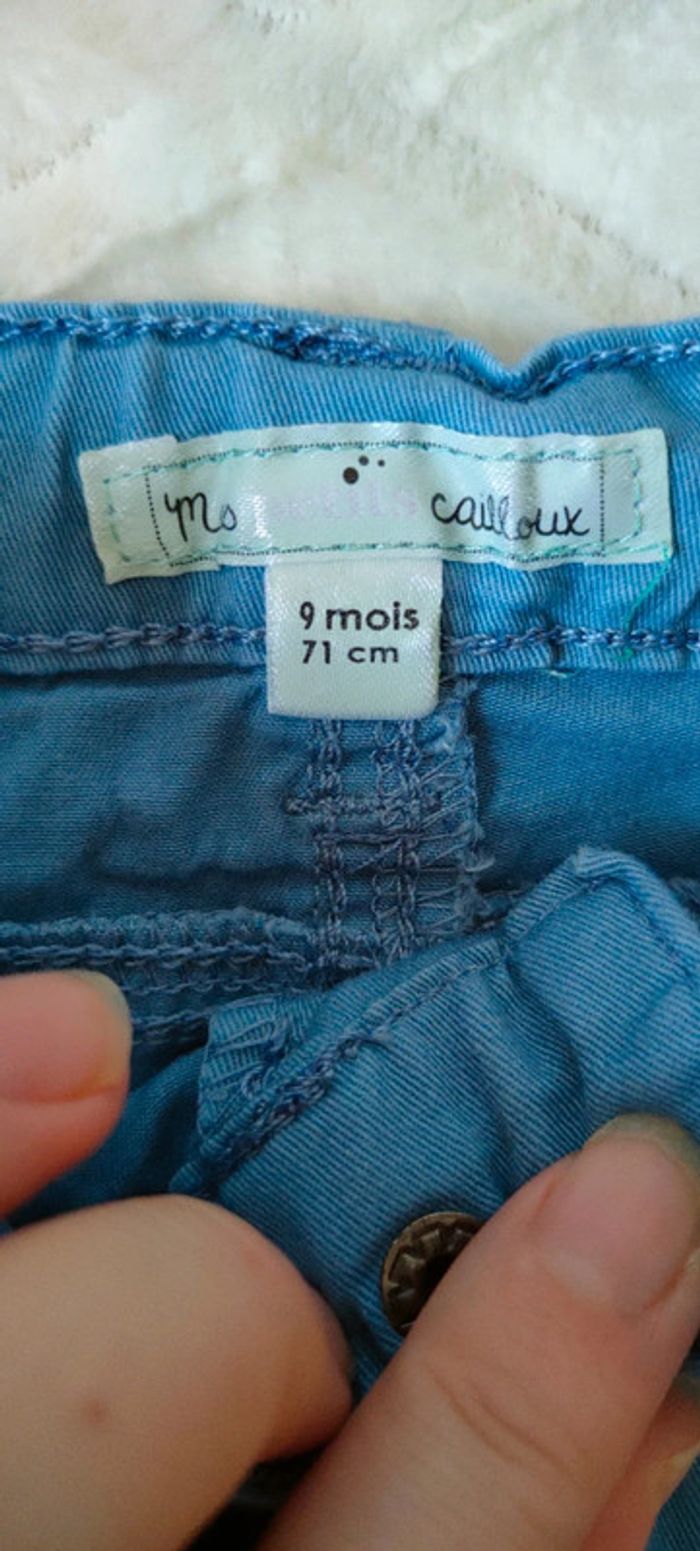 Mes petits cailloux
9 mois
71 cm